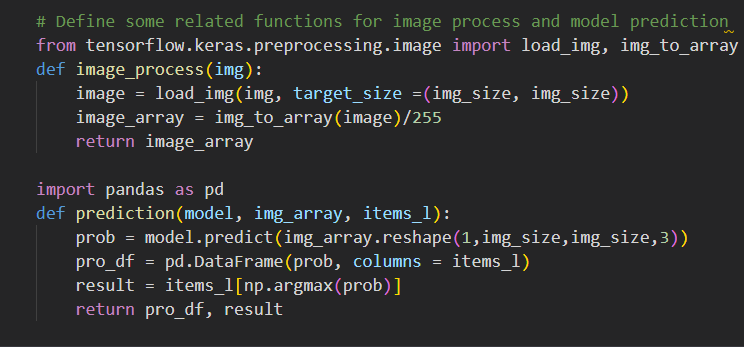 # Define some related functions for image process and model prediction
from tensorflow.keras.preprocessing.image import load_img, img_to_array
def image_process(img):
    image = load_img(img, target_size =(img_size, img_size))
    image_array = img_to_array(image)/255
    return image_array

import pandas as pd
def prediction(model, img_array, items_l):
    prob = model.predict(img_array.reshape(1,img_size,img_size,3))
    pro_df = pd.DataFrame(prob, columns = items_l)
    result = items_l[np.argmax(prob)]
    return pro_df, result